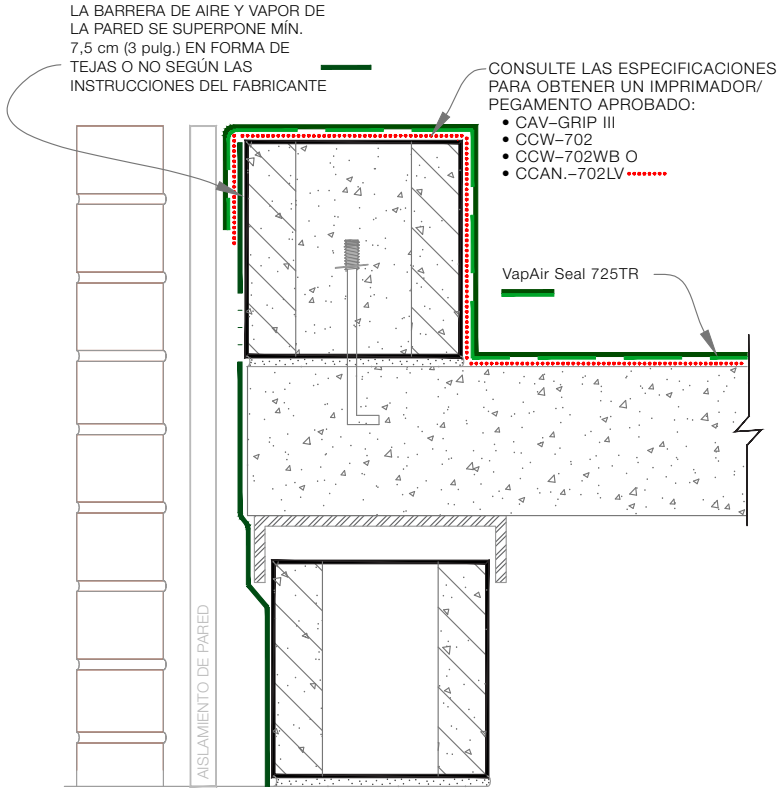 LA BARRERA DE AIRE Y VAPOR DE
LA PARED SE SUPERPONE MÍN.
7,5 cm (3 pulg.) EN FORMA DE
TEJAS O NO SEGÚN LAS
INSTRUCCIONES DEL FABRICANTE
CONSULTE LAS ESPECIFICACIONES
PARA OBTENER UN IMPRIMADOR/
PEGAMENTO APROBADO:
• CAV–GRIP III
• CCW–702
• CCW–702WB O
• CCAN.–702LV
VapAir Seal 725TR
AISLAMIENTO DE PARED